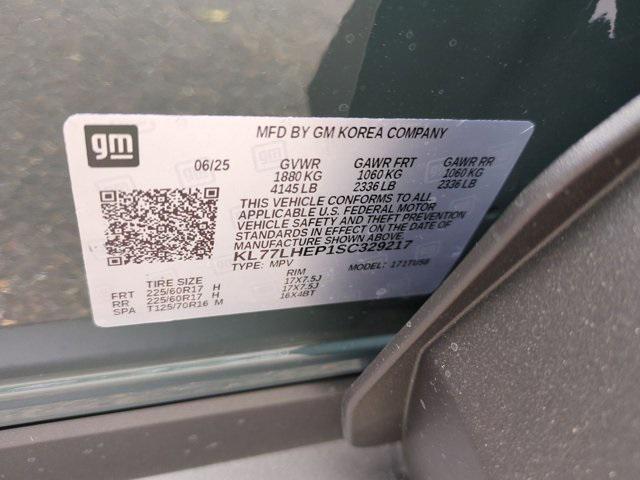 gm
MFD BY GM KOREA COMPANY
06/25 GVWR GAWR FRT GAWR RR
1880 KG 1060 KG 1060 KG
4145 LB 2336 LB 2336 LB
THIS VEHICLE CONFORMS TO ALL
APPLICABLE U.S. FEDERAL MOTOR
VEHICLE SAFETY AND THEFT PREVENTION
STANDARDS IN EFFECT ON THE DATE OF
MANUFACTURE SHOWN ABOVE.
KL77LHEP1SC329217
TYPE: MPV MODEL: 1TU58
TIRE SIZE RIM
FRT 225/60R17 H 17X7.5J
RR 225/60R17 H 17X7.5J
SPA T125/70R16 M 16X4BT